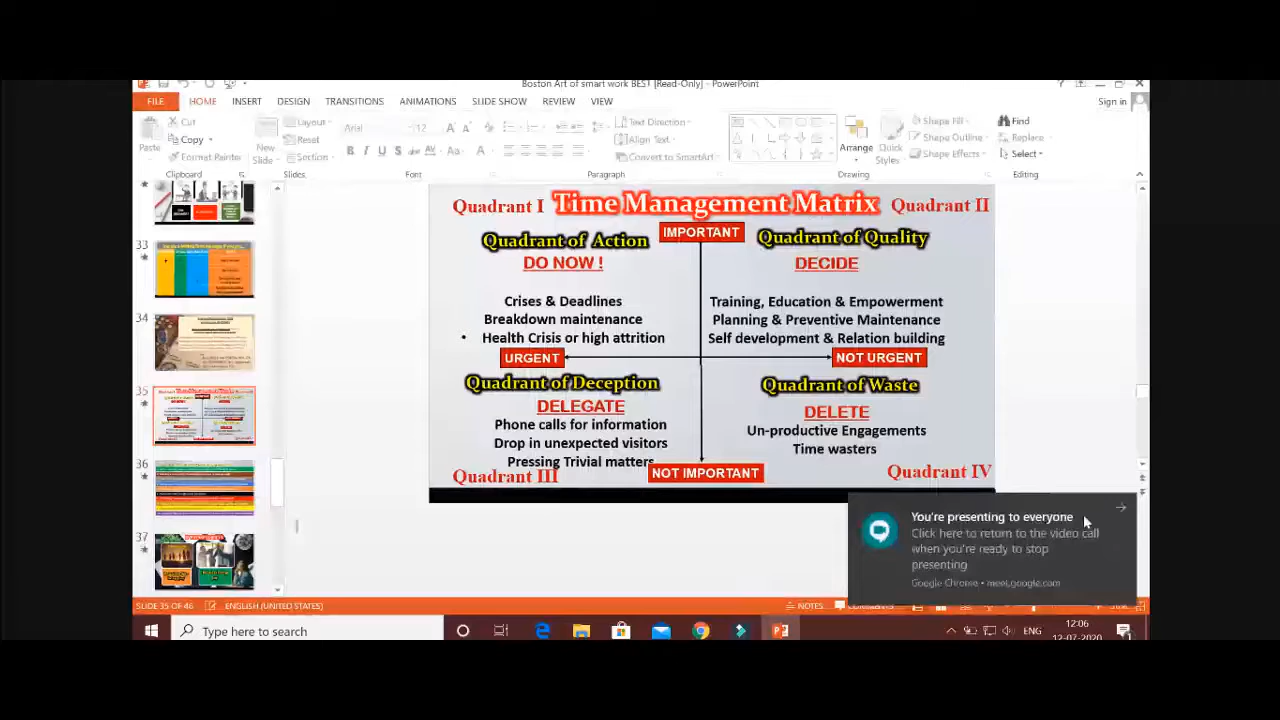 Boston Art of smart work BEST [Read-Only] - PowerPoint
FILE HOME INSERT DESIGN TRANSITIONS ANIMATIONS SLIDE SHOW REVIEW VIEW Sign in
Paste
Cut
Copy
Format Painter
Clipboard
New Slide
Layout
Reset
Section
Slides
Arial 12
Font
Text Direction
Align Text
Convert to SmartArt
Paragraph
Arrange
Quick Styles
Shape Fill
Shape Outline
Shape Effects
Drawing
Find
Replace
Select
Editing
33
34
35
36
37
Quadrant I Time Management Matrix Quadrant II
IMPORTANT
Quadrant of Action
DO NOW !
Crises & Deadlines
Breakdown maintenance
• Health Crisis or high attrition
Quadrant of Quality
DECIDE
Training, Education & Empowerment
Planning & Preventive Maintenance
Self development & Relation building
URGENT NOT URGENT
Quadrant of Deception
DELEGATE
Phone calls for information
Drop in unexpected visitors
Pressing Trivial matters
Quadrant III
Quadrant of Waste
DELETE
Un-productive Engagements
Time wasters
Quadrant IV
NOT IMPORTANT
You're presenting to everyone
Click here to return to the video call
when you're ready to stop
presenting
Google Chrome • meet.google.com
SLIDE 35 OF 46 ENGLISH (UNITED STATES) NOTES
Type here to search
ENG
12:06
12-07-2020